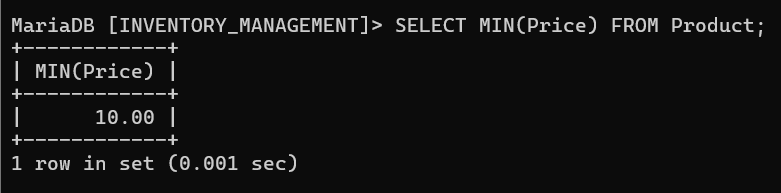 MariaDB [INVENTORY_MANAGEMENT]> SELECT MIN(Price) FROM Product;
+------------+
| MIN(Price) |
+------------+
|      10.00 |
+------------+
1 row in set (0.001 sec)